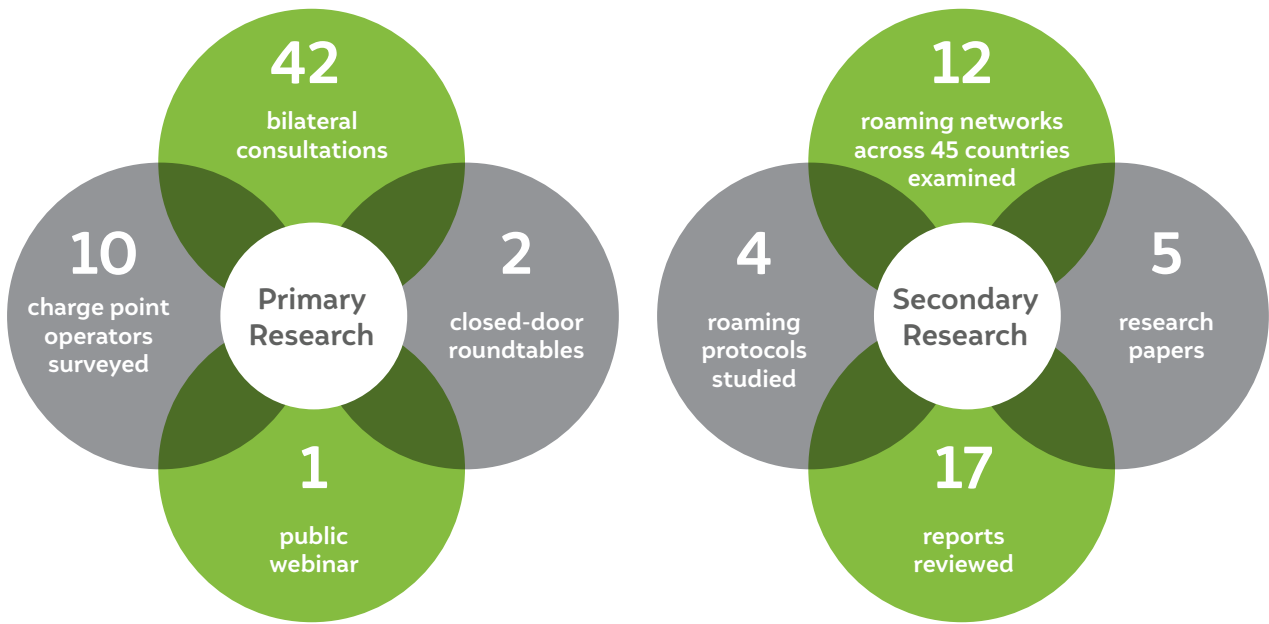 42
bilateral
consultations
10
charge point
operators
surveyed
Primary
Research
2
closed-door
roundtables
1
public
webinar
12
roaming networks
across 45 countries
examined
4
roaming
protocols
studied
Secondary
Research
5
research
papers
17
reports
reviewed